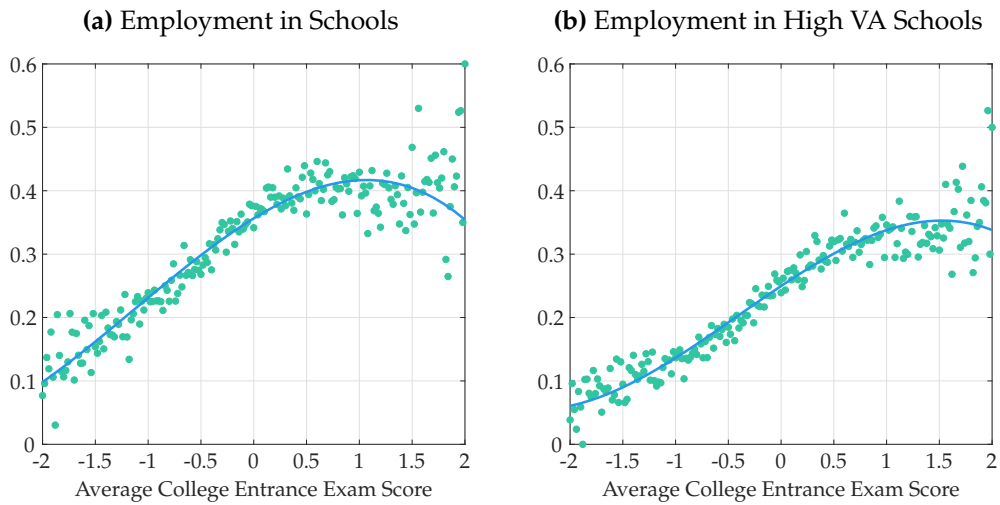 (a) Employment in Schools
0.6
0.5
0.4
0.3
0.2
0.1
0
-2 -1.5 -1 -0.5 0 0.5 1 1.5 2
Average College Entrance Exam Score
(b) Employment in High VA Schools
0.6
0.5
0.4
0.3
0.2
0.1
0
-2 -1.5 -1 -0.5 0 0.5 1 1.5 2
Average College Entrance Exam Score